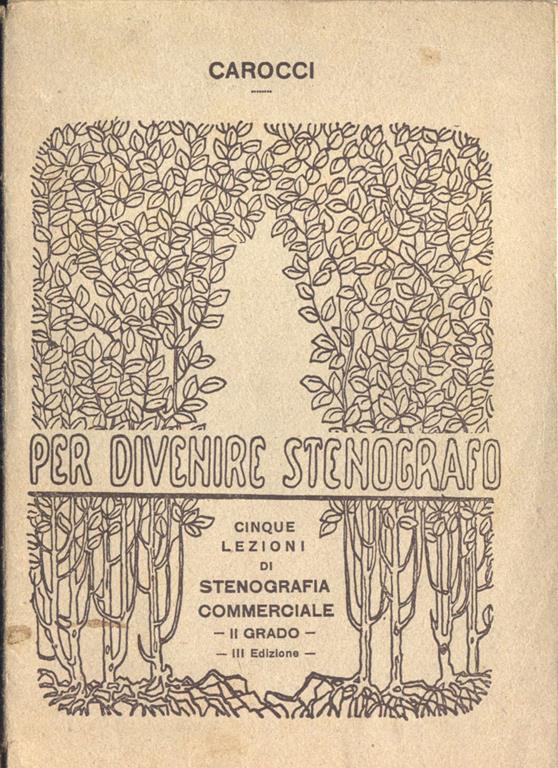 CAROCCI
PER DIVENIRE STENOGRAFO
CINQUE
LEZIONI
DI
STENOGRAFIA
COMMERCIALE
— II GRADO —
— III Edizione —